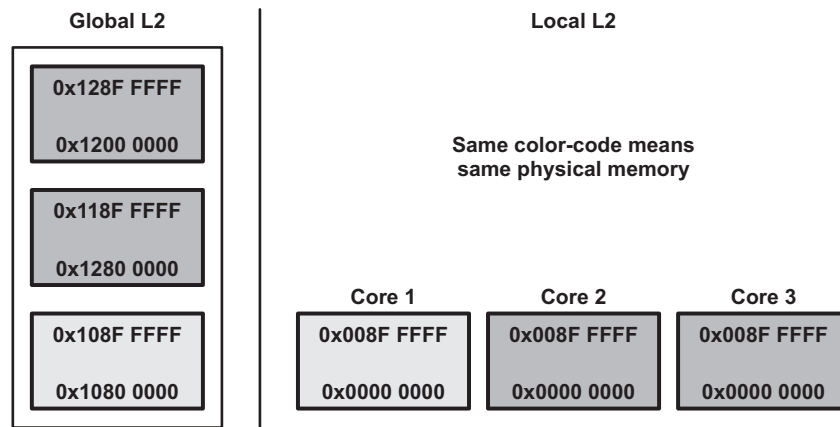 Global L2
0x128F FFFF
0x1200 0000
0x118F FFFF
0x1280 0000
0x108F FFFF
0x1080 0000
Local L2
Same color-code means
same physical memory
Core 1
Core 2
Core 3
0x008F FFFF
0x008F FFFF
0x008F FFFF
0x0000 0000
0x0000 0000
0x0000 0000